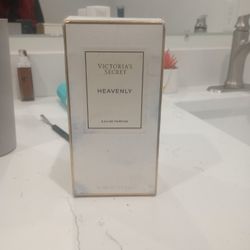 VICTORIA'S
SECRET
HEAVENLY
EAU DE PARFUM